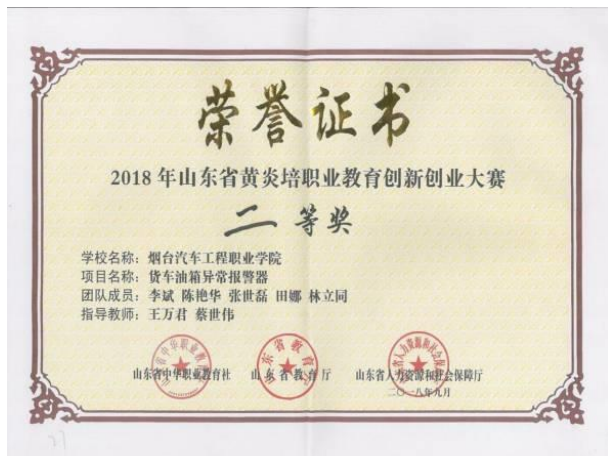 荣誉证书
2018年山东省黄炎培职业教育创新创业大赛
二等奖
学校名称：烟台汽车工程职业学院
项目名称：货车油箱异常报警器
团队成员：李斌 陈艳华 张世磊 田娜 林立同
指导教师：王万君 蔡世伟
山东省中华职业教育社 山东省教育厅 山东省人力资源和社会保障厅
二〇一八年九月
27